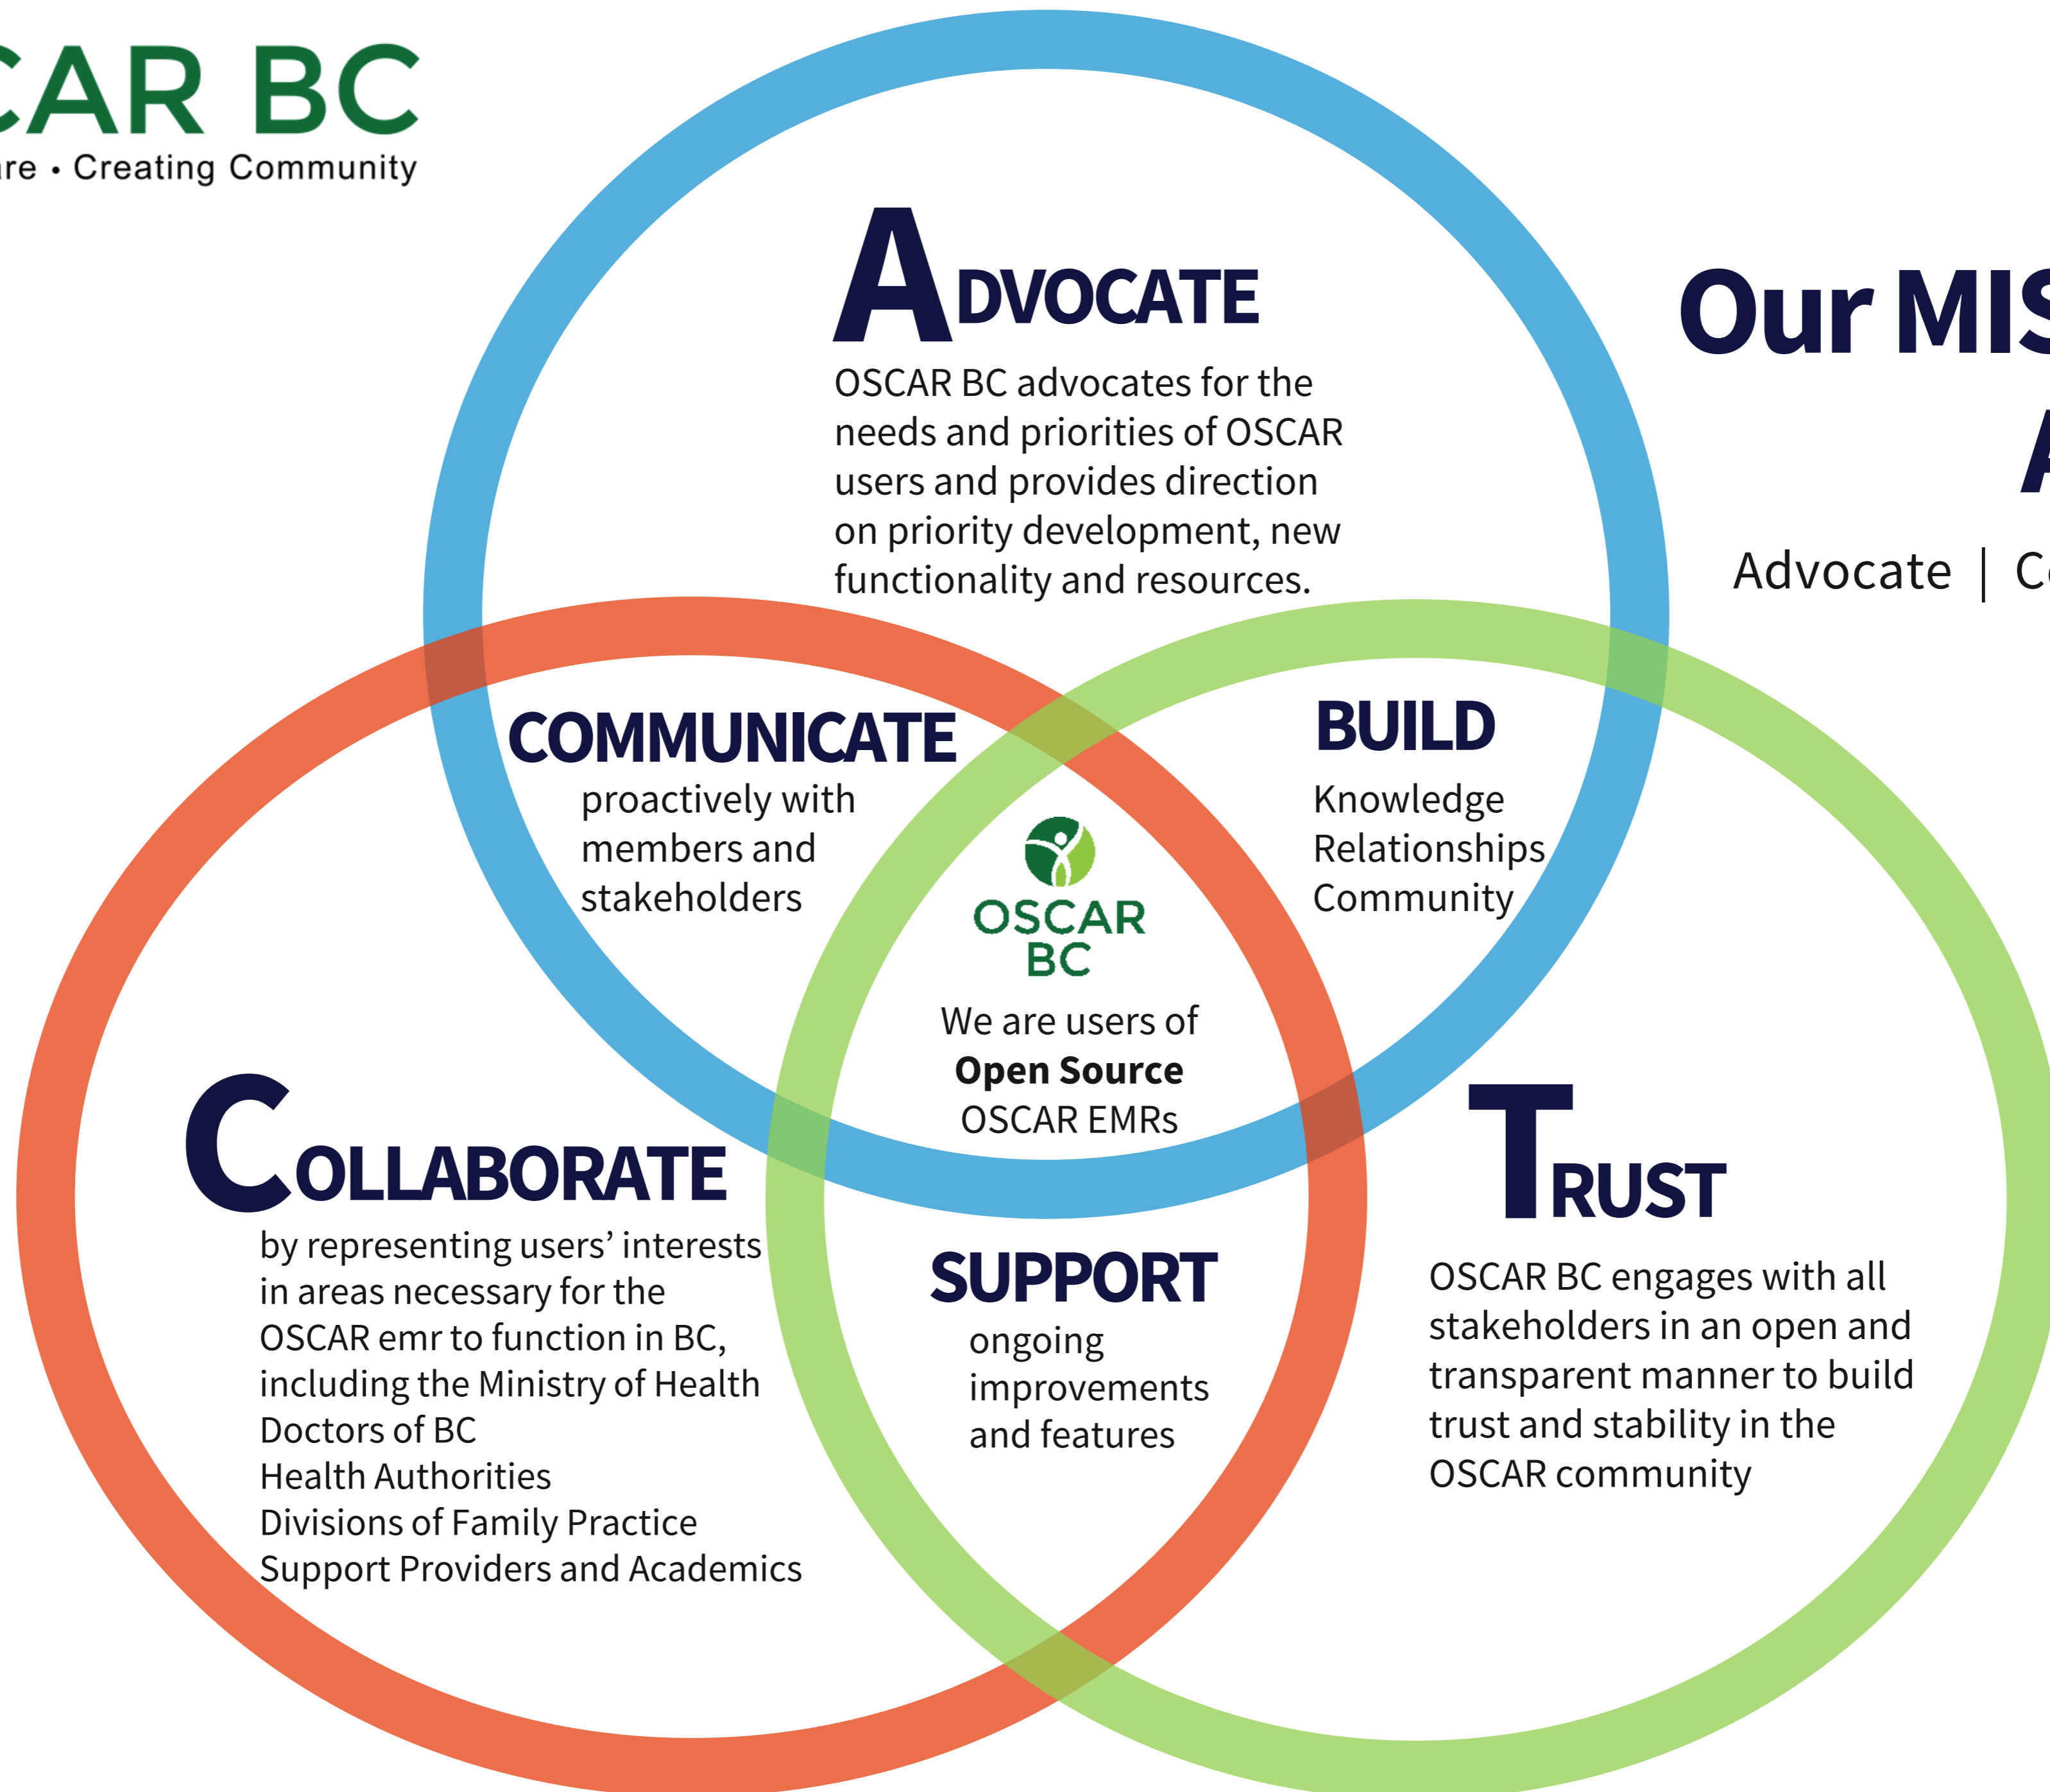 CAR BC
re • Creating Community
ADVOCATE
OSCAR BC advocates for the
needs and priorities of OSCAR
users and provides direction
on priority development, new
functionality and resources.
Our MIS
A
Advocate |
COMMUNICATE
proactively with
members and
stakeholders
BUILD
Knowledge
Relationships
Community
OSCAR
BC
We are users of
Open Source
OSCAR EMRs
COLLABORATE
by representing users’ interests
in areas necessary for the
OSCAR emr to function in BC,
including the Ministry of Health
Doctors of BC
Health Authorities
Divisions of Family Practice
Support Providers and Academics
SUPPORT
ongoing
improvements
and features
TRUST
OSCAR BC engages with all
stakeholders in an open and
transparent manner to build
trust and stability in the
OSCAR community